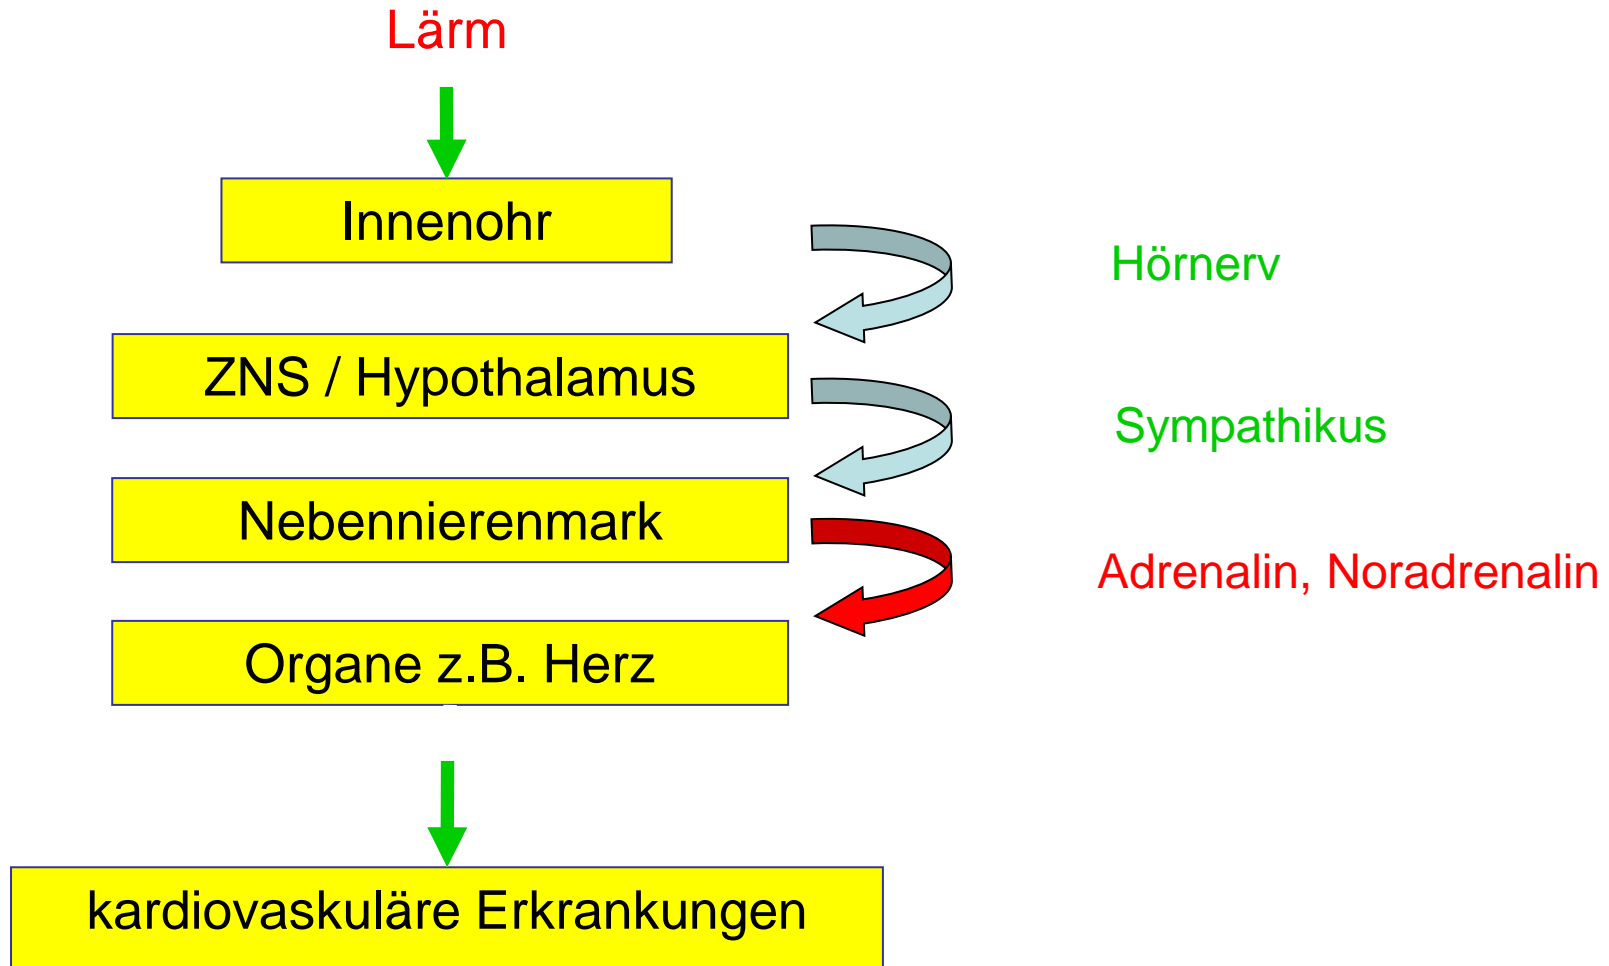 Lärm
Innenohr
Hörnerv
ZNS / Hypothalamus
Sympathikus
Nebennierenmark
Adrenalin, Noradrenalin
Organe z.B. Herz
kardiovaskuläre Erkrankungen